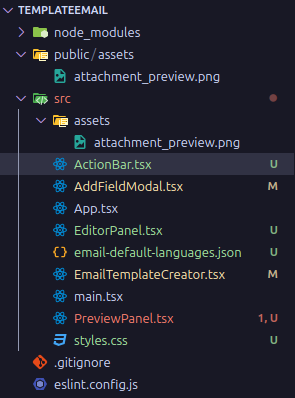 TEMPLATEEMAIL
node_modules
public/assets
attachment_preview.png
src
assets
attachment_preview.png
ActionBar.tsx U
AddFieldModal.tsx M
App.tsx
EditorPanel.tsx U
{} email-default-languages.json U
EmailTemplateCreator.tsx M
main.tsx
PreviewPanel.tsx 1, U
styles.css U
.gitignore
eslint.config.js